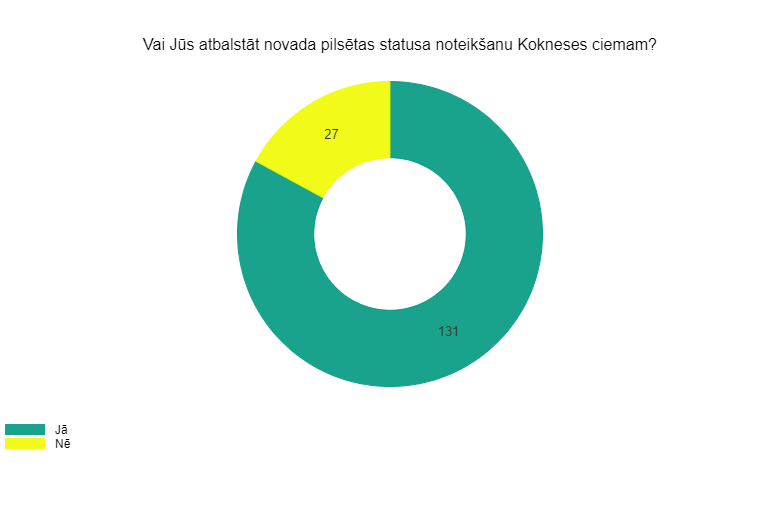 Vai Jūs atbalstāt novada pilsētas statusa noteikšanu Kokneses ciemam?
27
131
Jā
Nē